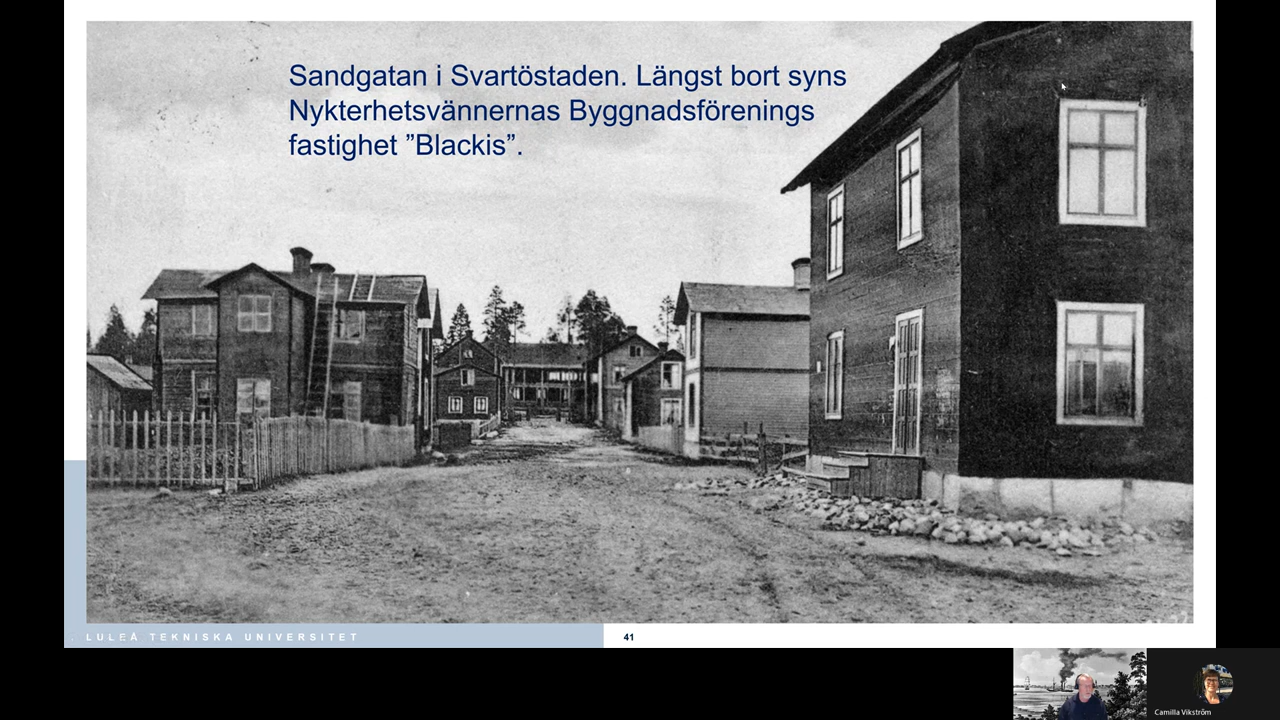 Sandgatan i Svartöstaden. Längst bort syns
Nykterhetsvännernas Byggnadsförenings
fastighet ”Blackis”.
LULEÅ TEKNISKA UNIVERSITET
41
Camilla Vikström